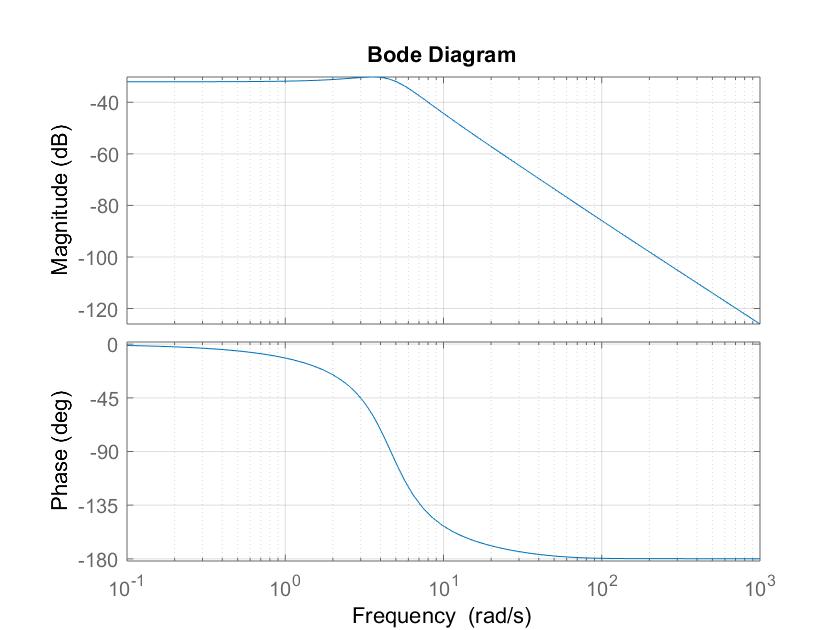 Bode Diagram
Magnitude (dB)
-40
-60
-80
-100
-120
Phase (deg)
0
-45
-90
-135
-180
10^-1 10^0 10^1 10^2 10^3
Frequency (rad/s)